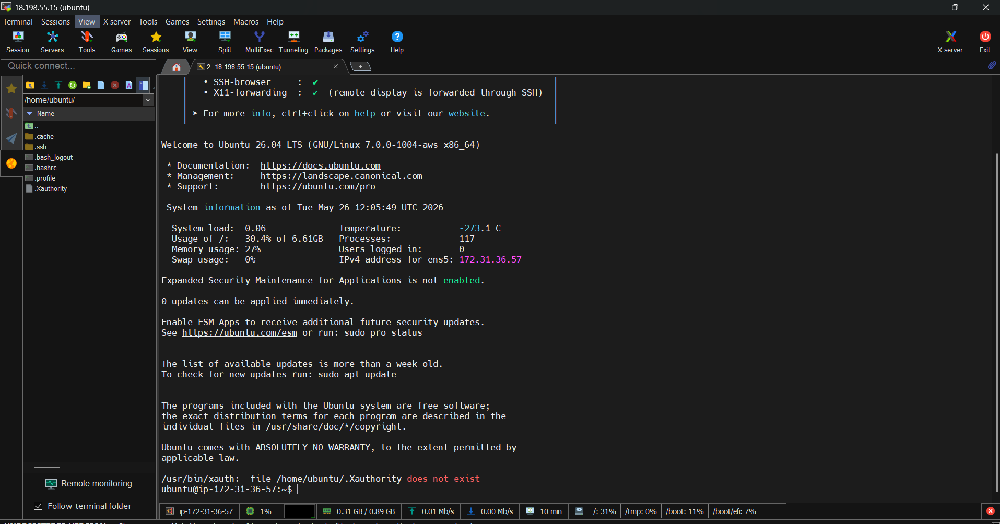 18.198.55.15 (ubuntu)
Terminal Sessions View X server Tools Games Settings Macros Help
Session Servers Tools Games Sessions View Split MultiExec Tunneling Packages Settings Help X server Exit
Quick connect...
2. 18.198.55.15 (ubuntu)
/home/ubuntu/
Name
..
.cache
.ssh
.bash_logout
.bashrc
.profile
.Xauthority
Remote monitoring
Follow terminal folder
• SSH-browser : ✔
• X11-forwarding : ✔ (remote display is forwarded through SSH)
➤ For more info, ctrl+click on help or visit our website.
Welcome to Ubuntu 26.04 LTS (GNU/Linux 7.0.0-1004-aws x86_64)
* Documentation: https://docs.ubuntu.com
* Management: https://landscape.canonical.com
* Support: https://ubuntu.com/pro
System information as of Tue May 26 12:05:49 UTC 2026
System load: 0.06 Temperature: -273.1 C
Usage of /: 30.4% of 6.61GB Processes: 117
Memory usage: 27% Users logged in: 0
Swap usage: 0% IPv4 address for ens5: 172.31.36.57
Expanded Security Maintenance for Applications is not enabled.
0 updates can be applied immediately.
Enable ESM Apps to receive additional future security updates.
See https://ubuntu.com/esm or run: sudo pro status
The list of available updates is more than a week old.
To check for new updates run: sudo apt update
The programs included with the Ubuntu system are free software;
the exact distribution terms for each program are described in the
individual files in /usr/share/doc/*/copyright.
Ubuntu comes with ABSOLUTELY NO WARRANTY, to the extent permitted by
applicable law.
/usr/bin/xauth: file /home/ubuntu/.Xauthority does not exist
ubuntu@ip-172-31-36-57:~$
ip-172-31-36-57 1% 0.31 GB / 0.89 GB 0.01 Mb/s 0.00 Mb/s 10 min /: 31% /tmp: 0% /boot: 11% /boot/efi: 7%